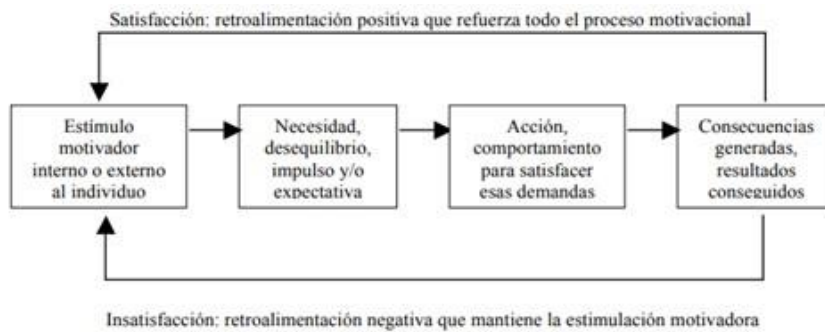 Satisfacción: retroalimentación positiva que refuerza todo el proceso motivacional
Estímulo
motivador
interno o externo
al individuo
Necesidad,
desequilibrio,
impulso y/o
expectativa
Acción,
comportamiento
para satisfacer
esas demandas
Consecuencias
generadas,
resultados
conseguidos
Insatisfacción: retroalimentación negativa que mantiene la estimulación motivadora